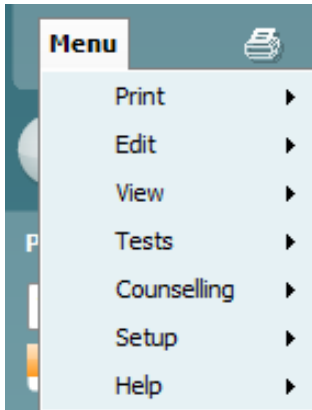 Menu
Print
Edit
View
Tests
P
Counselling
Setup
Help